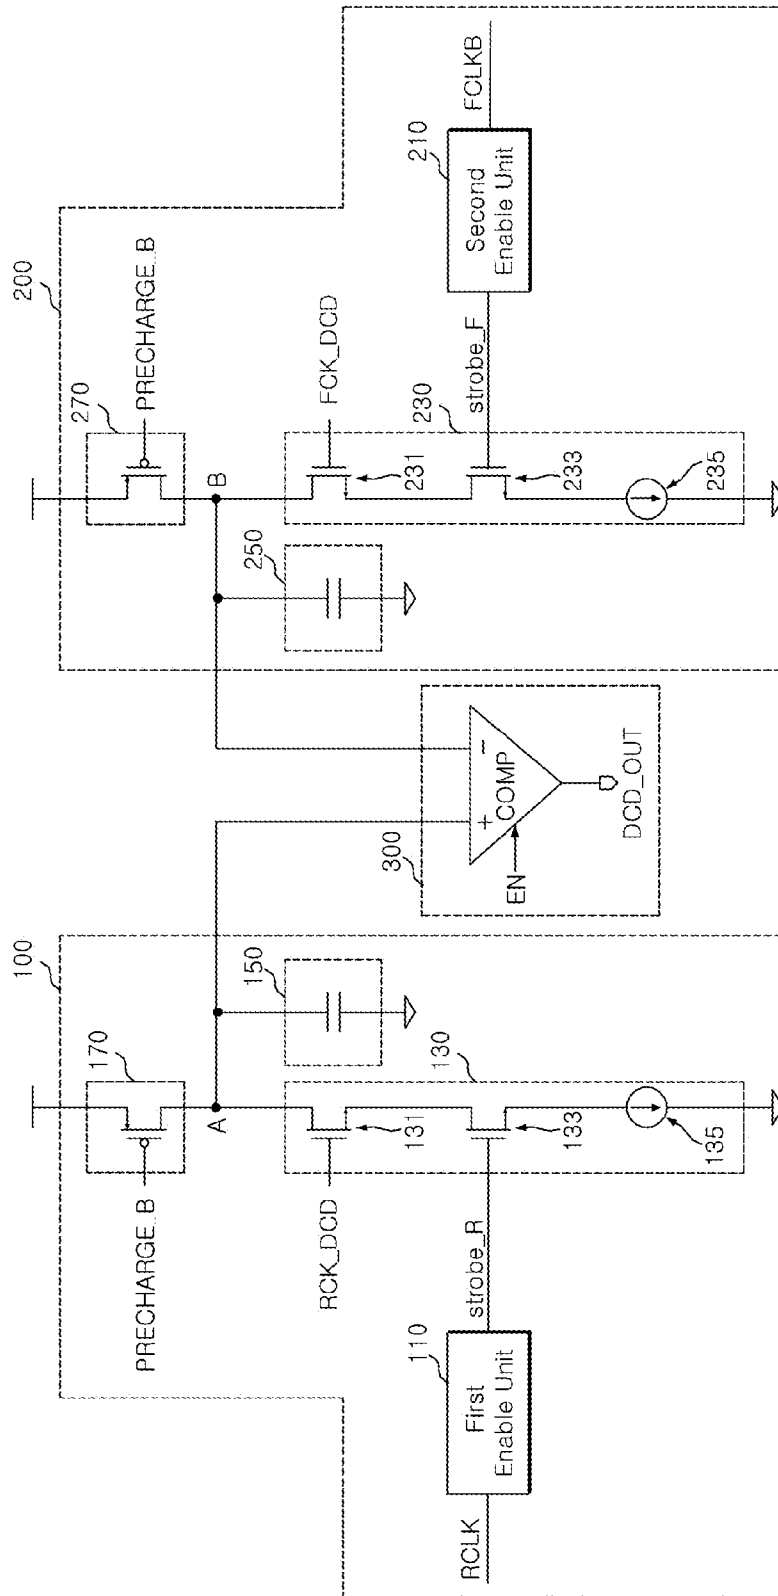 100
200
170
270
PRECHARGE_B
PRECHARGE_B
A
B
150
250
RCK_DCD
FCK_DCD
131
231
130
230
300
+
−
COMP
EN
DCD_OUT
RCLK
First
Enable Unit
110
strobe_R
133
135
strobe_F
233
235
210
Second
Enable Unit
FCLKB